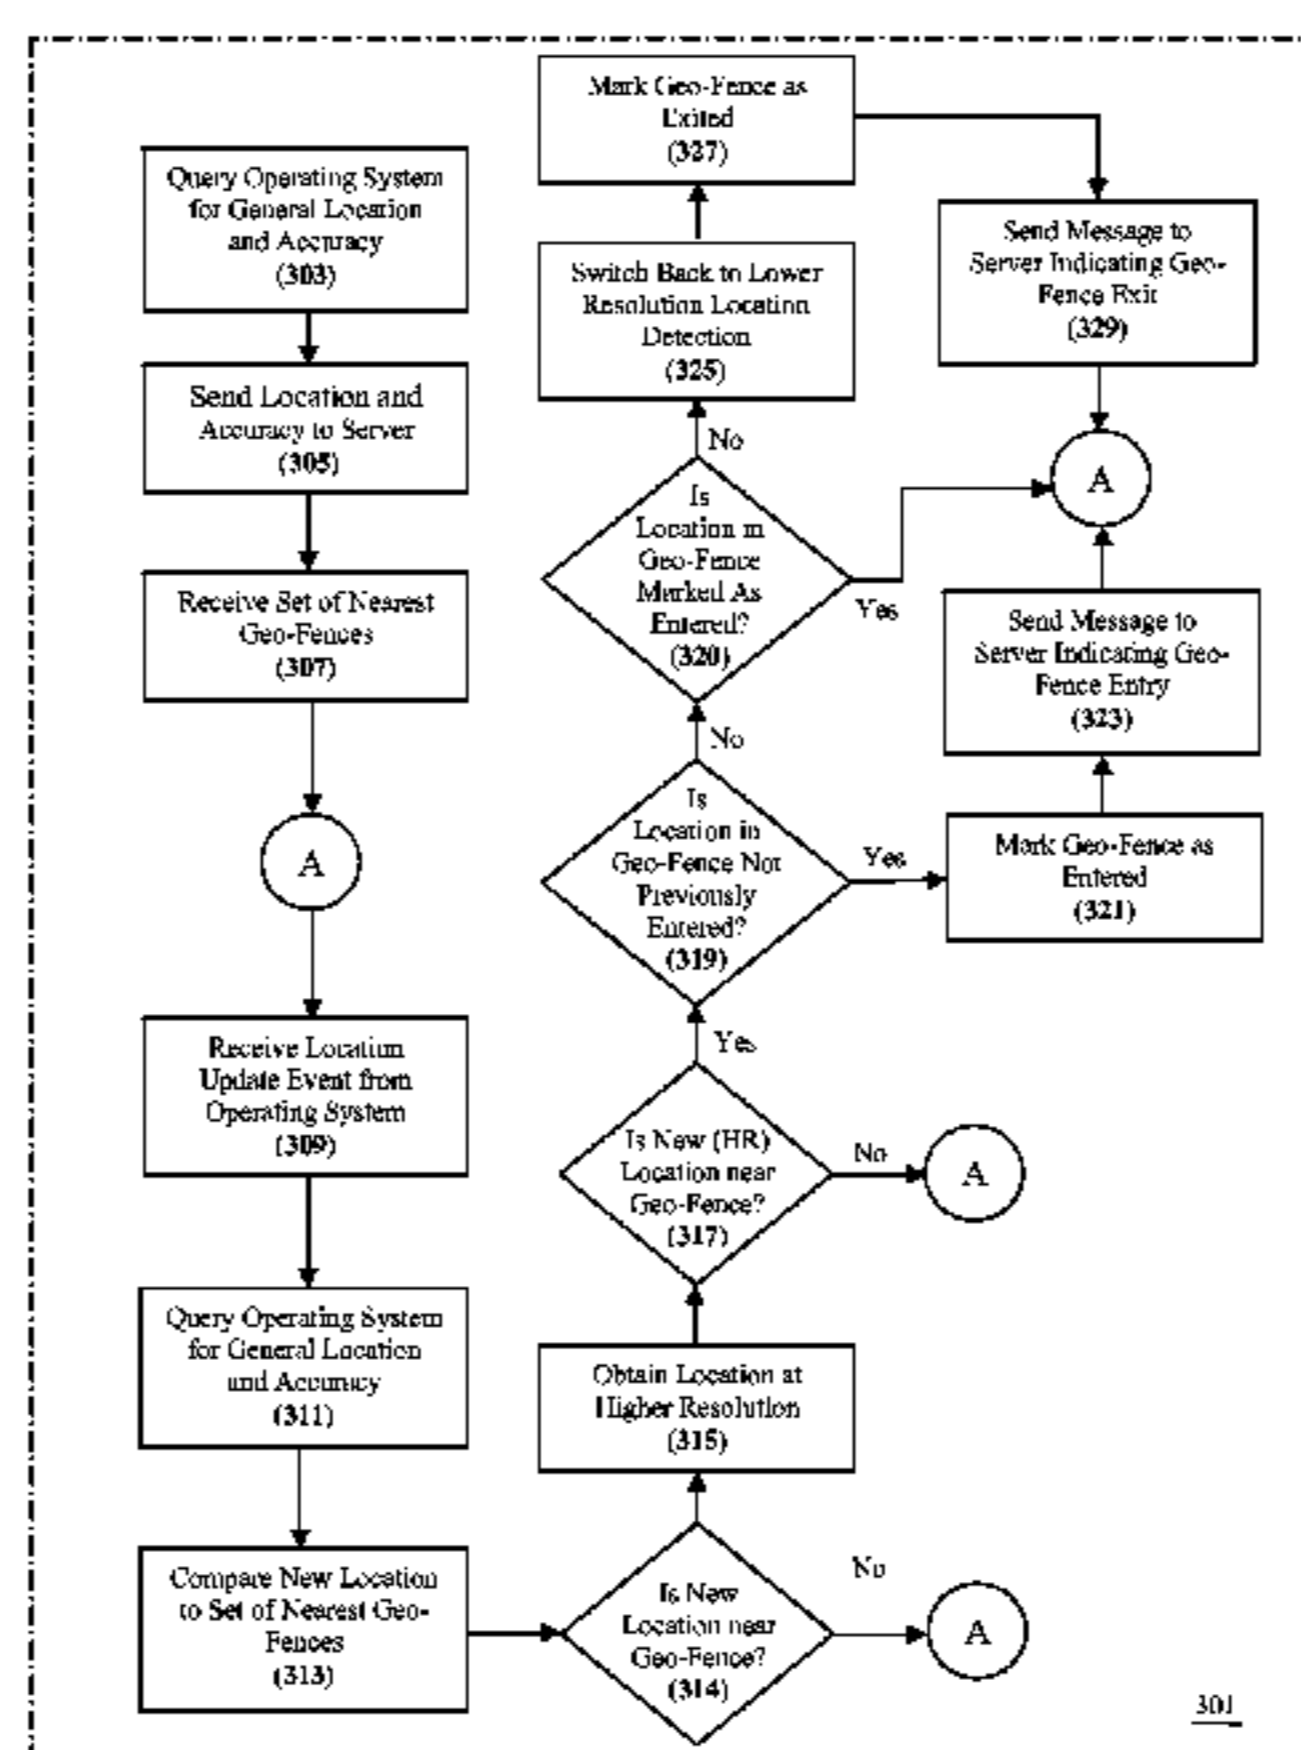 Query Operating System
for General Location
and Accuracy
(303)
Send Location and
Accuracy to Server
(305)
Receive Set of Nearest
Geo-Fences
(307)
A
Receive Location
Update Event from
Operating System
(309)
Query Operating System
for General Location
and Accuracy
(311)
Compare New Location
to Set of Nearest Geo-
Fences
(313)
Is New
Location near
Geo-Fence?
(314)
No
A
Obtain Location at
Higher Resolution
(315)
Is New (HR)
Location near
Geo-Fence?
(317)
No
A
Yes
Is
Location in
Geo-Fence Not
Previously
Entered?
(319)
Yes
Mark Geo-Fence as
Entered
(321)
Send Message to
Server Indicating Geo-
Fence Entry
(323)
No
Is
Location in
Geo-Fence
Marked As
Entered?
(320)
Yes
A
No
Switch Back to Lower
Resolution Location
Detection
(325)
Mark Geo-Fence as
Exited
(327)
Send Message to
Server Indicating Geo-
Fence Exit
(329)
301